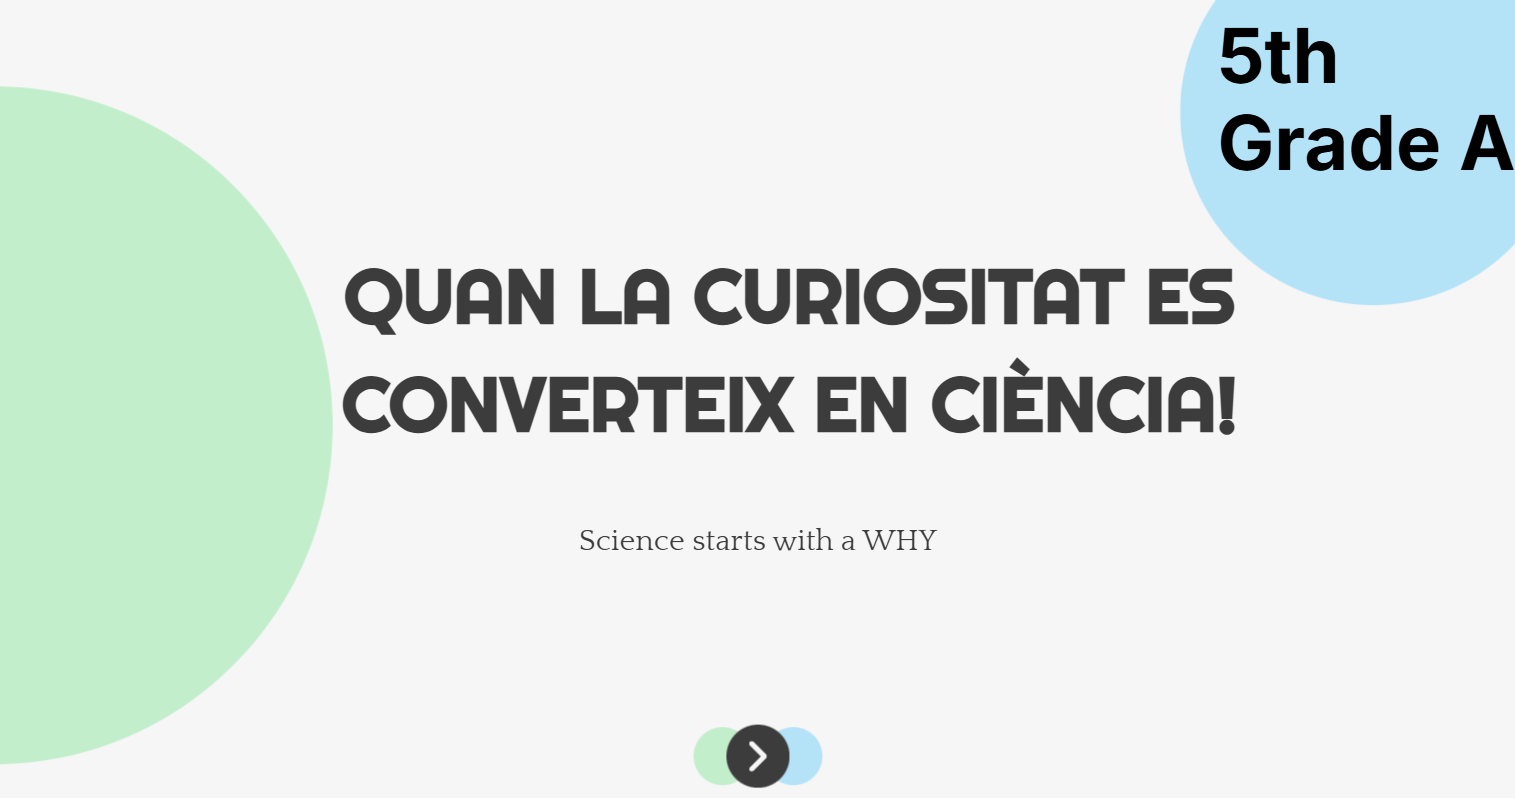 5th
Grade A
QUAN LA CURIOSITAT ES
CONVERTEIX EN CIÈNCIA!
Science starts with a WHY